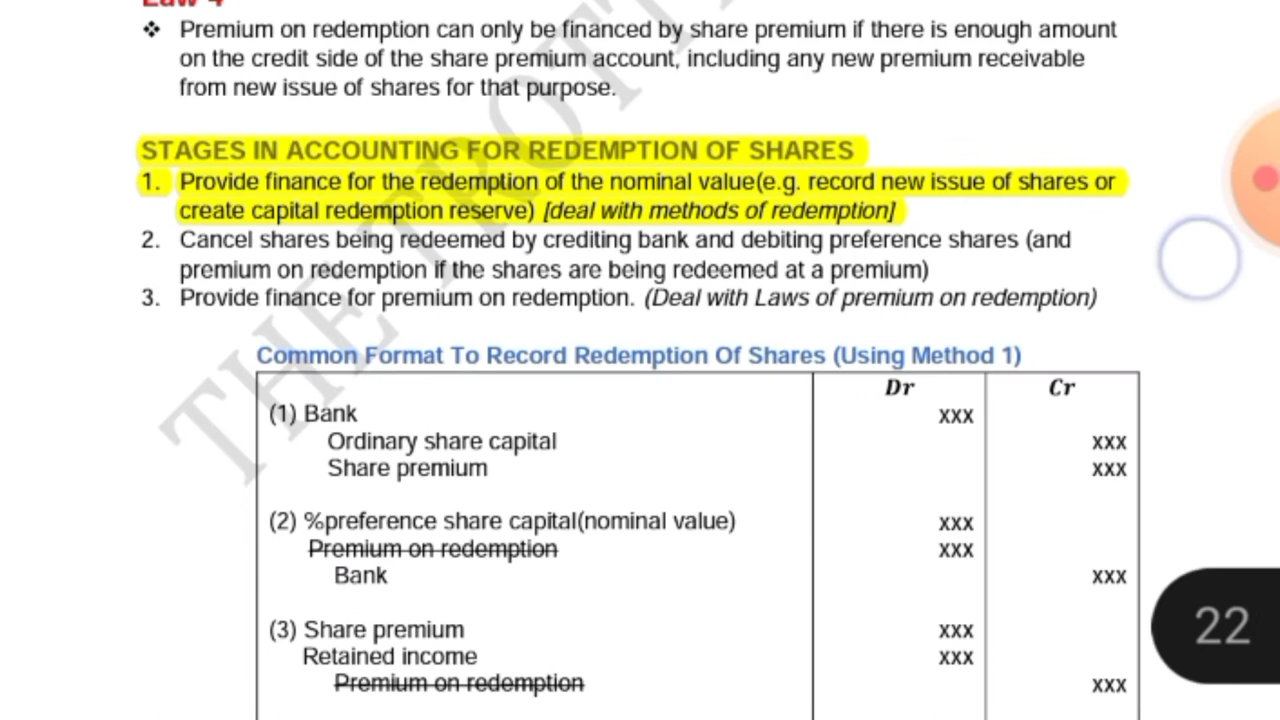 Law 4
❖ Premium on redemption can only be financed by share premium if there is enough amount
on the credit side of the share premium account, including any new premium receivable
from new issue of shares for that purpose.
STAGES IN ACCOUNTING FOR REDEMPTION OF SHARES
1. Provide finance for the redemption of the nominal value(e.g. record new issue of shares or
create capital redemption reserve) [deal with methods of redemption]
2. Cancel shares being redeemed by crediting bank and debiting preference shares (and
premium on redemption if the shares are being redeemed at a premium)
3. Provide finance for premium on redemption. (Deal with Laws of premium on redemption)
Common Format To Record Redemption Of Shares (Using Method 1)
Dr Cr
(1) Bank xxx
Ordinary share capital xxx
Share premium xxx
(2) %preference share capital(nominal value) xxx
Premium on redemption xxx
Bank xxx
(3) Share premium xxx
Retained income xxx
Premium on redemption xxx
22